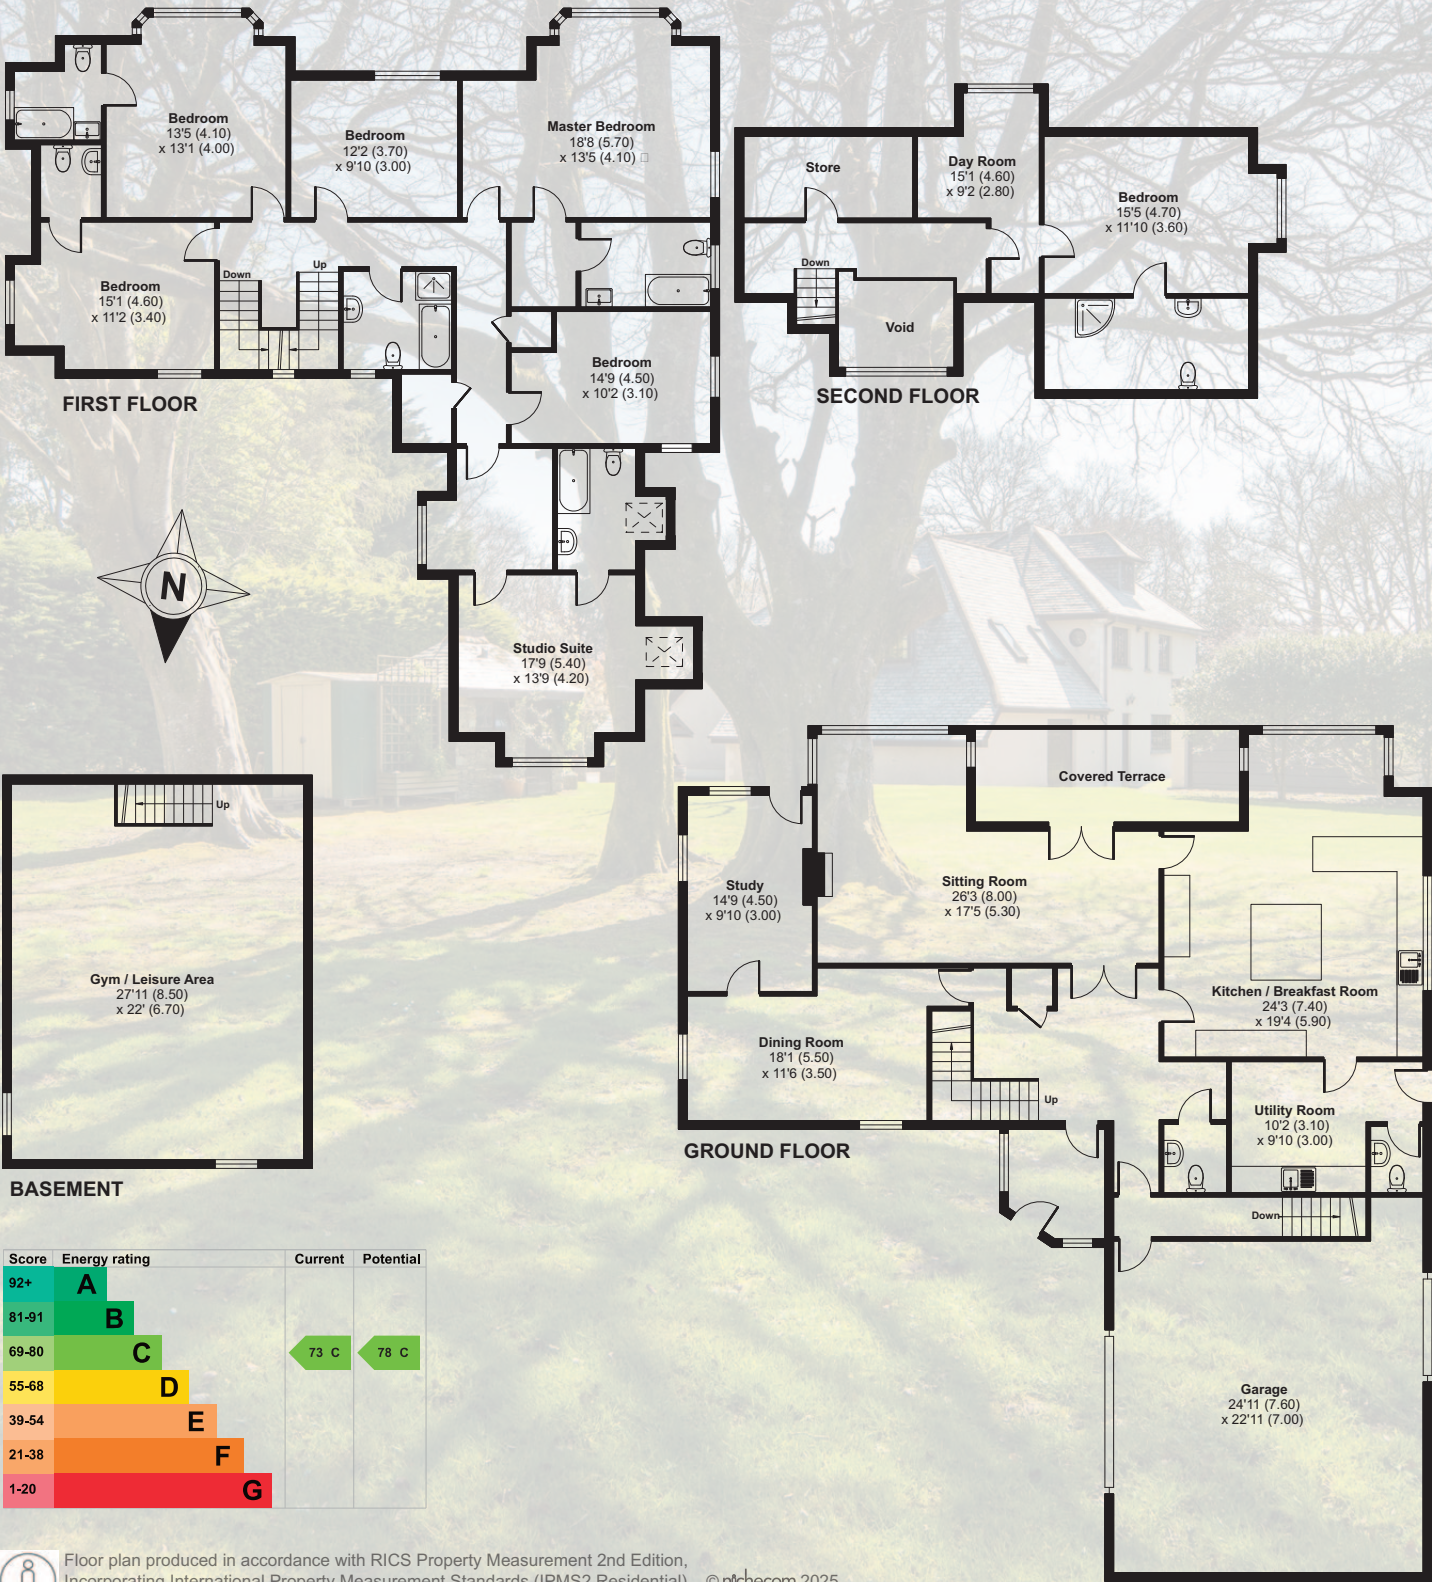 Bedroom
13'5 (4.10)
x 13'1 (4.00)
Bedroom
12'2 (3.70)
x 9'10 (3.00)
Master Bedroom
18'8 (5.70)
x 13'5 (4.10)
Bedroom
15'1 (4.60)
x 11'2 (3.40)
Down
Up
Bedroom
14'9 (4.50)
x 10'2 (3.10)
FIRST FLOOR
Studio Suite
17'9 (5.40)
x 13'9 (4.20)
Store
Day Room
15'1 (4.60)
x 9'2 (2.80)
Bedroom
15'5 (4.70)
x 11'10 (3.60)
Down
Void
SECOND FLOOR
N
Up
Gym / Leisure Area
27'11 (8.50)
x 22' (6.70)
BASEMENT
Covered Terrace
Study
14'9 (4.50)
x 9'10 (3.00)
Sitting Room
26'3 (8.00)
x 17'5 (5.30)
Kitchen / Breakfast Room
24'3 (7.40)
x 19'4 (5.90)
Dining Room
18'1 (5.50)
x 11'6 (3.50)
Up
Utility Room
10'2 (3.10)
x 9'10 (3.00)
GROUND FLOOR
Down
Garage
24'11 (7.60)
x 22'11 (7.00)
Score Energy rating Current Potential
92+ A
81-91 B
69-80 C 73 C 78 C
55-68 D
39-54 E
21-38 F
1-20 G
Floor plan produced in accordance with RICS Property Measurement 2nd Edition,
Incorporating International Property Measurement Standards (IPMS2 Residential). © nichecom 2025.